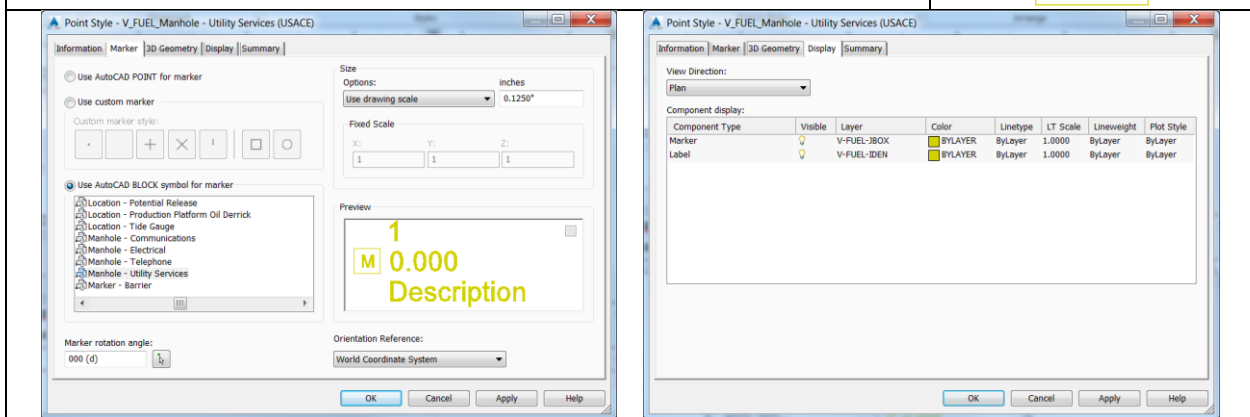 Point Style - V_FUEL_Manhole - Utility Services (USACE)
Information Marker 3D Geometry Display Summary
Use AutoCAD POINT for marker
Use custom marker
Custom marker style:
Use AutoCAD BLOCK symbol for marker
Location - Potential Release
Location - Production Platform Oil Derrick
Location - Tide Gauge
Manhole - Communications
Manhole - Electrical
Manhole - Telephone
Manhole - Utility Services
Marker - Barrier
Marker rotation angle:
000 (d)
Size
Options: inches
Use drawing scale 0.1250"
Fixed Scale
X: Y: Z:
1 1 1
Preview
1
M 0.000
Description
Orientation Reference:
World Coordinate System
OK Cancel Apply Help
Point Style - V_FUEL_Manhole - Utility Services (USACE)
Information Marker 3D Geometry Display Summary
View Direction:
Plan
Component display:
Component Type Visible Layer Color Linetype LT Scale Lineweight Plot Style
Marker V-FUEL-JBOX BYLAYER ByLayer 1.0000 ByLayer ByLayer
Label V-FUEL-IDEN BYLAYER ByLayer 1.0000 ByLayer ByLayer
OK Cancel Apply Help